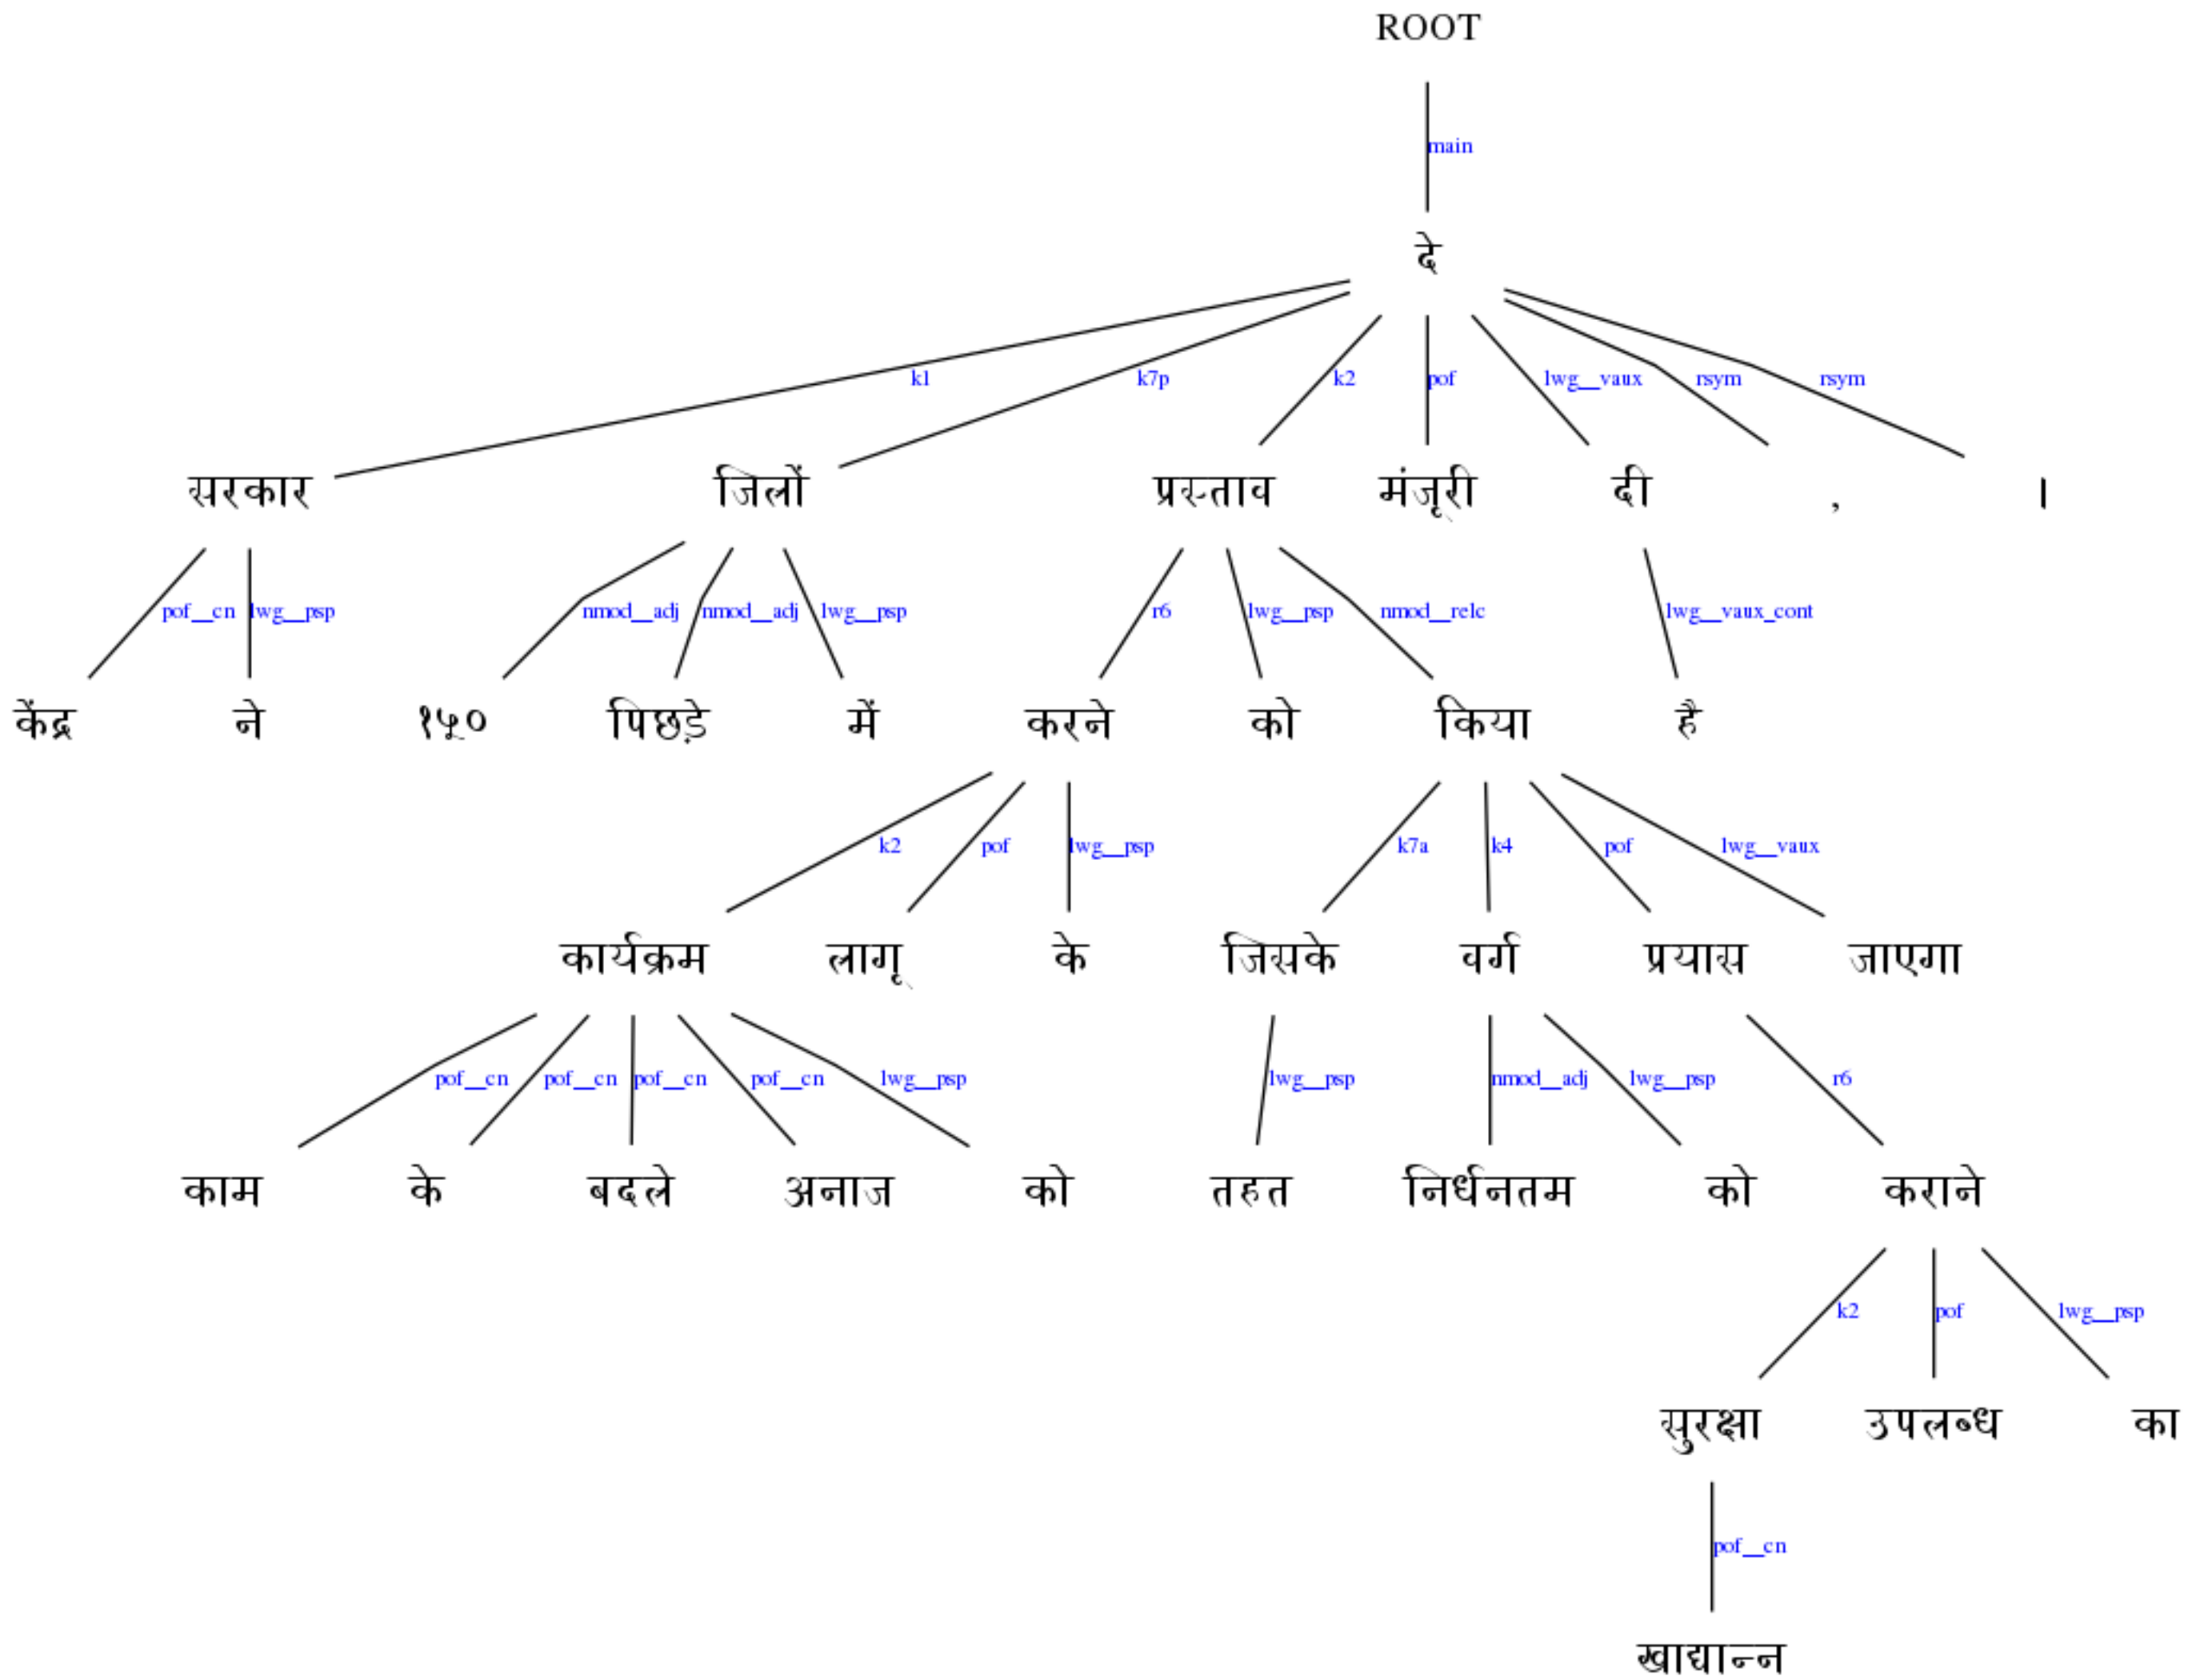 ROOT
main
दे
k1 k7p k2 pof lwg__vaux rsym rsym
सरकार जिलों प्रस्ताव मंजूरी दी , ।
pof__cn lwg__psp nmod__adj nmod__adj lwg__psp r6 lwg__psp nmod__relc lwg__vaux_cont
केंद्र ने १५० पिछड़े में करने को किया है
k2 pof lwg__psp k7a k4 pof lwg__vaux
कार्यक्रम लागू के जिसके वर्ग प्रयास जाएगा
pof__cn pof__cn pof__cn pof__cn lwg__psp lwg__psp nmod__adj lwg__psp r6
काम के बदले अनाज को तहत निर्धनतम को कराने
k2 pof lwg__psp
सुरक्षा उपलब्ध का
pof__cn
खाद्यान्न